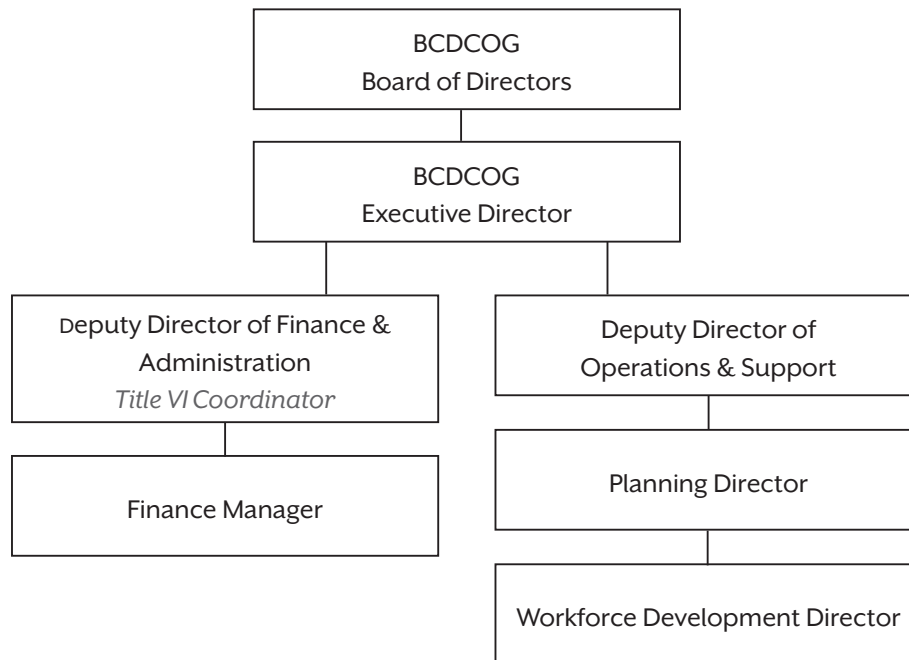 BCDCOG
Board of Directors
BCDCOG
Executive Director
Deputy Director of Finance &
Administration
Title VI Coordinator
Deputy Director of
Operations & Support
Finance Manager
Planning Director
Workforce Development Director